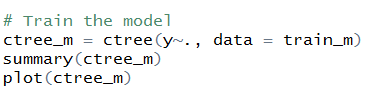 # Train the model
ctree_m = ctree(y~., data = train_m)
summary(ctree_m)
plot(ctree_m)